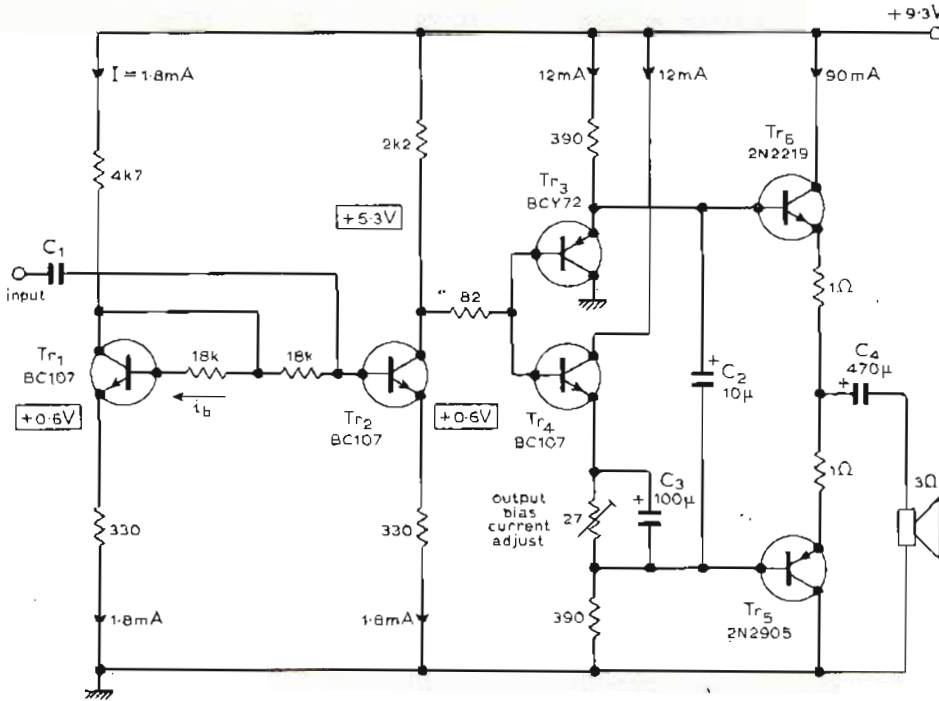 +9·3V
I = 1·8mA
12mA
12mA
90mA
4k7
2k2
390
Tr6
2N2219
Tr3
BCY72
+5·3V
C1
input
82
1Ω
Tr1
BC107
18k
18k
ib
+0·6V
Tr2
BC107
+0·6V
Tr4
BC107
+
C2
10μ
+
C4
470μ
1Ω
3Ω
330
330
output
bias
current
adjust
27
+
C3
100μ
1·8mA
1·8mA
390
Tr5
2N2905